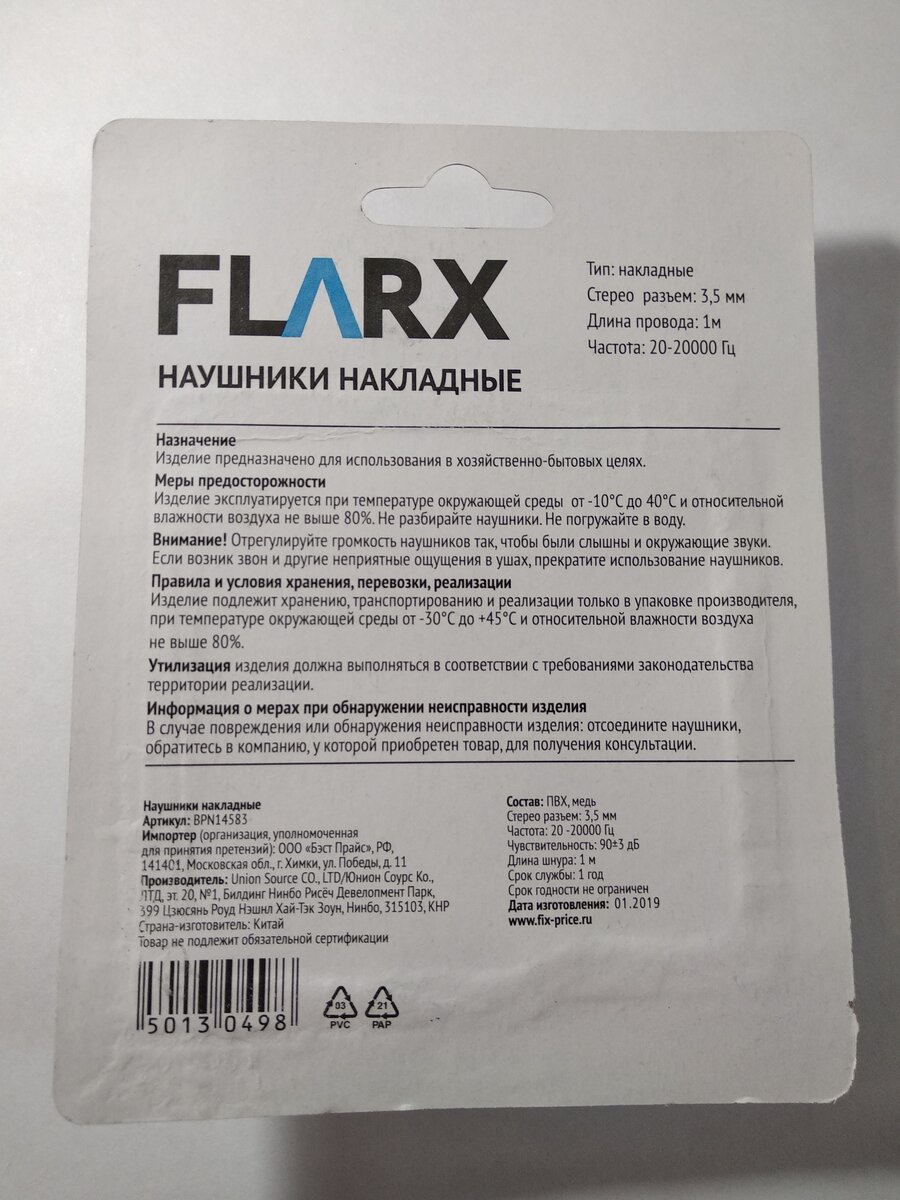 FLARX
НАУШНИКИ НАКЛАДНЫЕ
Тип: накладные
Стерео разъем: 3,5 мм
Длина провода: 1м
Частота: 20-20000 Гц
Назначение
Изделие предназначено для использования в хозяйственно-бытовых целях.
Меры предосторожности
Изделие эксплуатируется при температуре окружающей среды от -10°С до 40°С и относительной
влажности воздуха не выше 80%. Не разбирайте наушники. Не погружайте в воду.
Внимание! Отрегулируйте громкость наушников так, чтобы были слышны и окружающие звуки.
Если возник звон и другие неприятные ощущения в ушах, прекратите использование наушников.
Правила и условия хранения, перевозки, реализации
Изделие подлежит хранению, транспортированию и реализации только в упаковке производителя,
при температуре окружающей среды от -30°С до +45°С и относительной влажности воздуха
не выше 80%.
Утилизация изделия должна выполняться в соответствии с требованиями законодательства
территории реализации.
Информация о мерах при обнаружении неисправности изделия
В случае повреждения или обнаружения неисправности изделия: отсоедините наушники,
обратитесь в компанию, у которой приобретен товар, для получения консультации.
Наушники накладные
Артикул: BPN14583
Импортер (организация, уполномоченная
для принятия претензий): ООО «Бэст Прайс», РФ,
141401, Московская обл., г. Химки, ул. Победы, д. 11
Производитель: Union Source CO., LTD/Юнион Соурс Ко.,
ЛТД, эт. 20, №1, Билдинг Нинбо Рисёч Девелопмент Парк,
399 Цзюсянь Роуд Нэшнл Хай-Тэк Зоун, Нинбо, 315103, КНР
Страна-изготовитель: Китай
Товар не подлежит обязательной сертификации
Состав: ПВХ, медь
Стерео разъем: 3,5 мм
Частота: 20 -20000 Гц
Чувствительность: 90±3 дБ
Длина шнура: 1 м
Срок службы: 1 год
Срок годности не ограничен
Дата изготовления: 01.2019
www.fix-price.ru
5013 0498
03
PVC
21
PAP